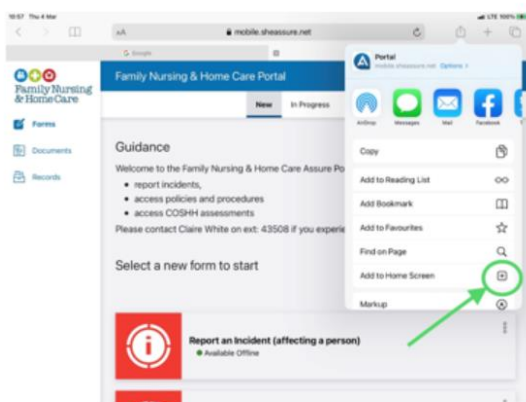 10:57 Thu 4 Mar
LTE 100%
AA
mobile.sheassure.net
Google
Family Nursing
& Home Care
Forms
Documents
Records
Family Nursing & Home Care Portal
New
In Progress
Guidance
Welcome to the Family Nursing & Home Care Assure Po
• report incidents,
• access policies and procedures
• access COSHH assessments
Please contact Claire White on ext: 43508 if you experie
Select a new form to start
Report an Incident (affecting a person)
Available Offline
Portal
mobile.sheassure.net Options >
AirDrop
Messages
Mail
Facebook
Copy
Add to Reading List
Add Bookmark
Add to Favourites
Find on Page
Add to Home Screen
Markup